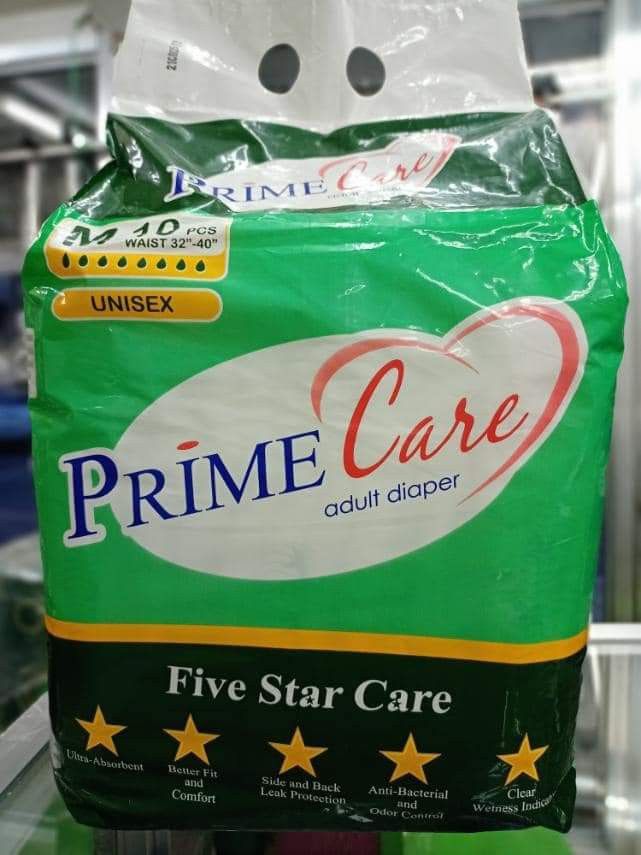 PRIME Care
M 10 PCS
WAIST 32"-40"
UNISEX
PRIME Care
adult diaper
Five Star Care
Ultra-Absorbent
Better Fit
and
Comfort
Side and Back
Leak Protection
Anti-Bacterial
and
Odor Control
Clear
Wetness